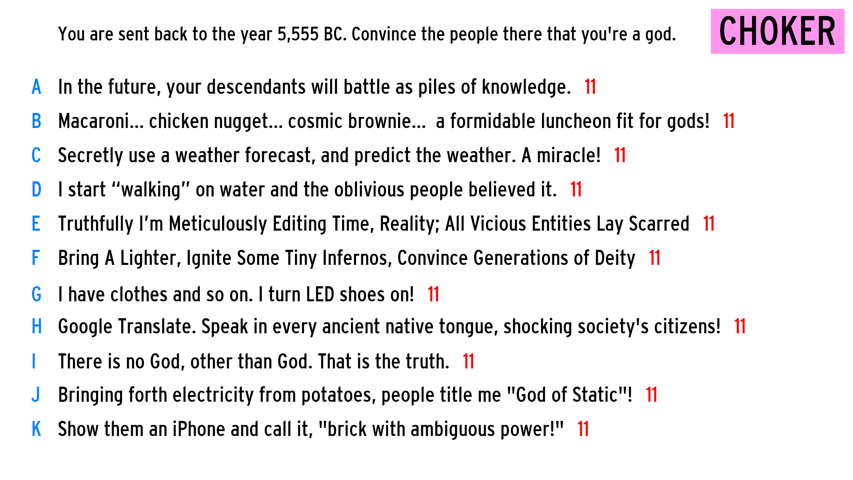 You are sent back to the year 5,555 BC. Convince the people there that you're a god.
CHOKER
A In the future, your descendants will battle as piles of knowledge. 11
B Macaroni... chicken nugget... cosmic brownie... a formidable luncheon fit for gods! 11
C Secretly use a weather forecast, and predict the weather. A miracle! 11
D I start “walking” on water and the oblivious people believed it. 11
E Truthfully I’m Meticulously Editing Time, Reality; All Vicious Entities Lay Scarred 11
F Bring A Lighter, Ignite Some Tiny Infernos, Convince Generations of Deity 11
G I have clothes and so on. I turn LED shoes on! 11
H Google Translate. Speak in every ancient native tongue, shocking society's citizens! 11
I There is no God, other than God. That is the truth. 11
J Bringing forth electricity from potatoes, people title me "God of Static"! 11
K Show them an iPhone and call it, "brick with ambiguous power!" 11